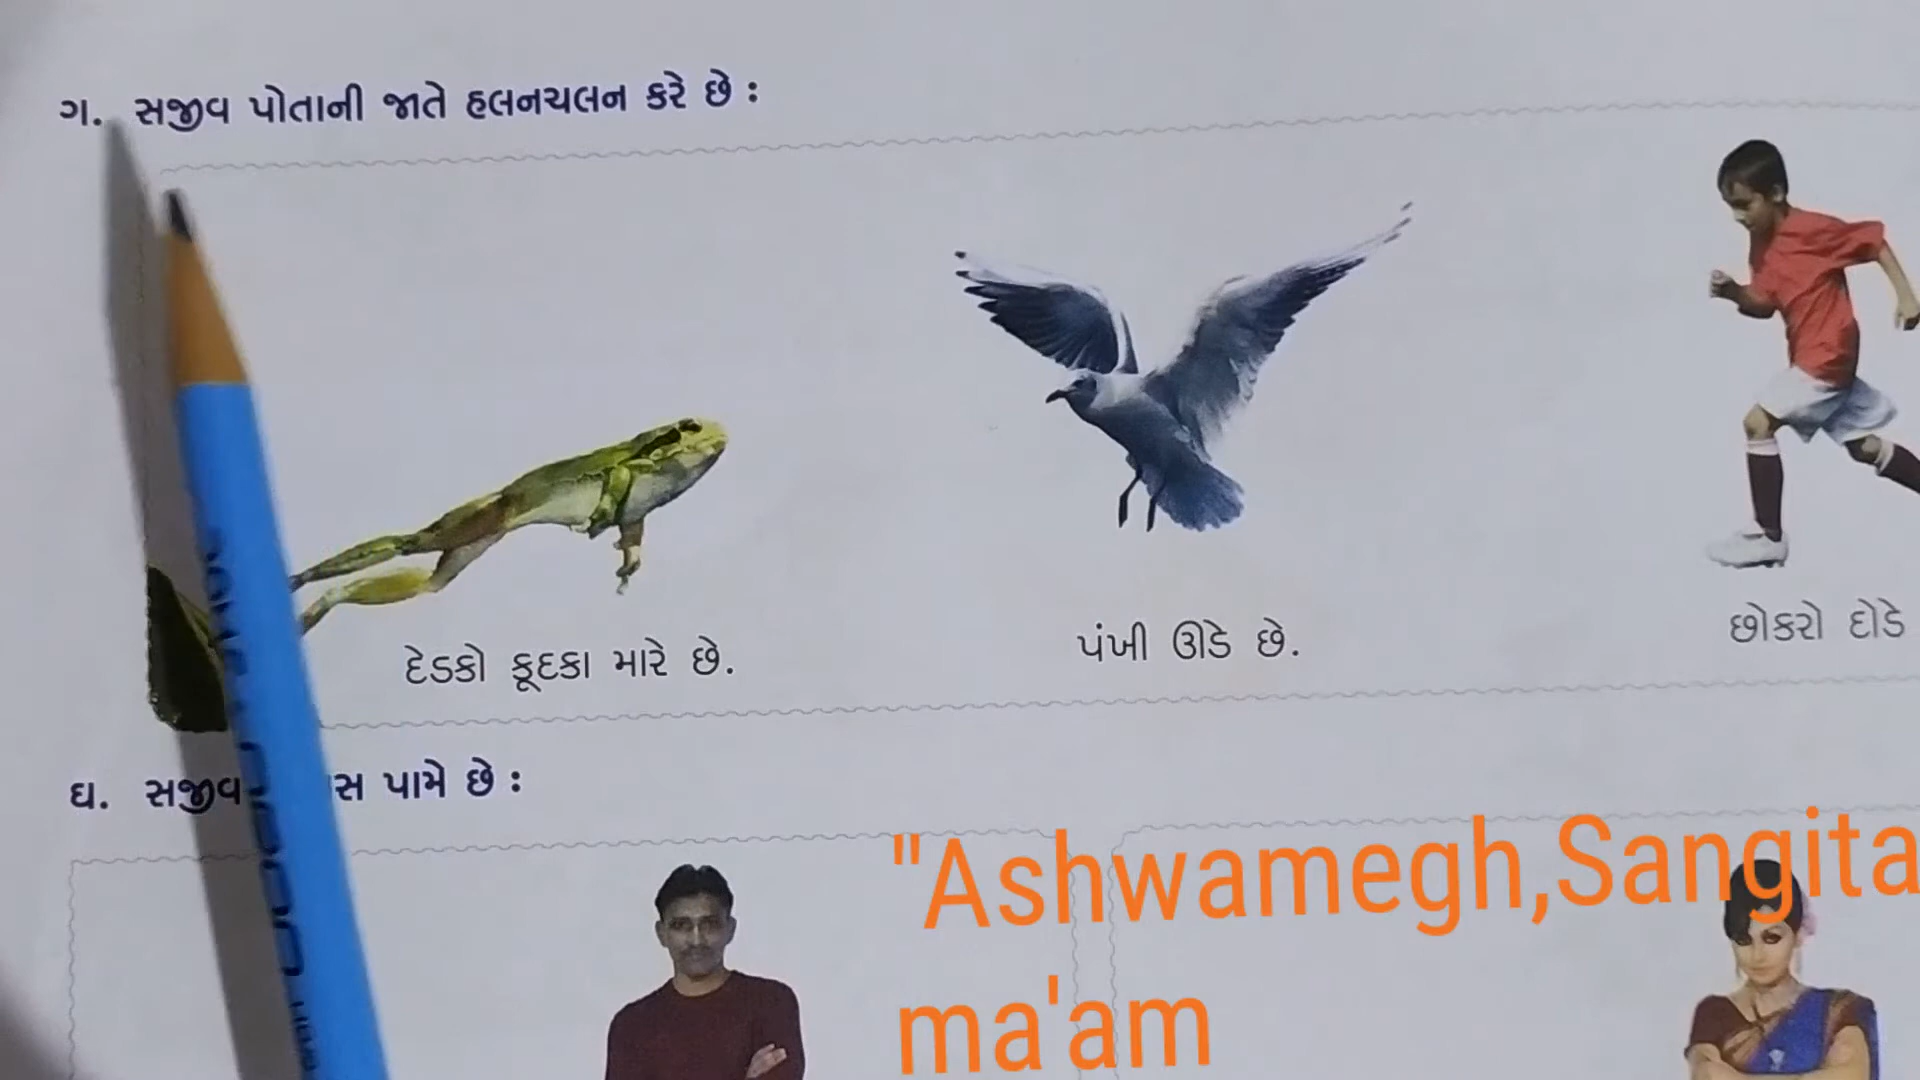 ગ. સજીવ પોતાની જાતે હલનચલન કરે છે :
દેડકો કૂદકા મારે છે.
પંખી ઊડે છે.
છોકરો દોડે
ઘ. સજીવ પામે છે :
"Ashwamegh,Sangita
ma'am